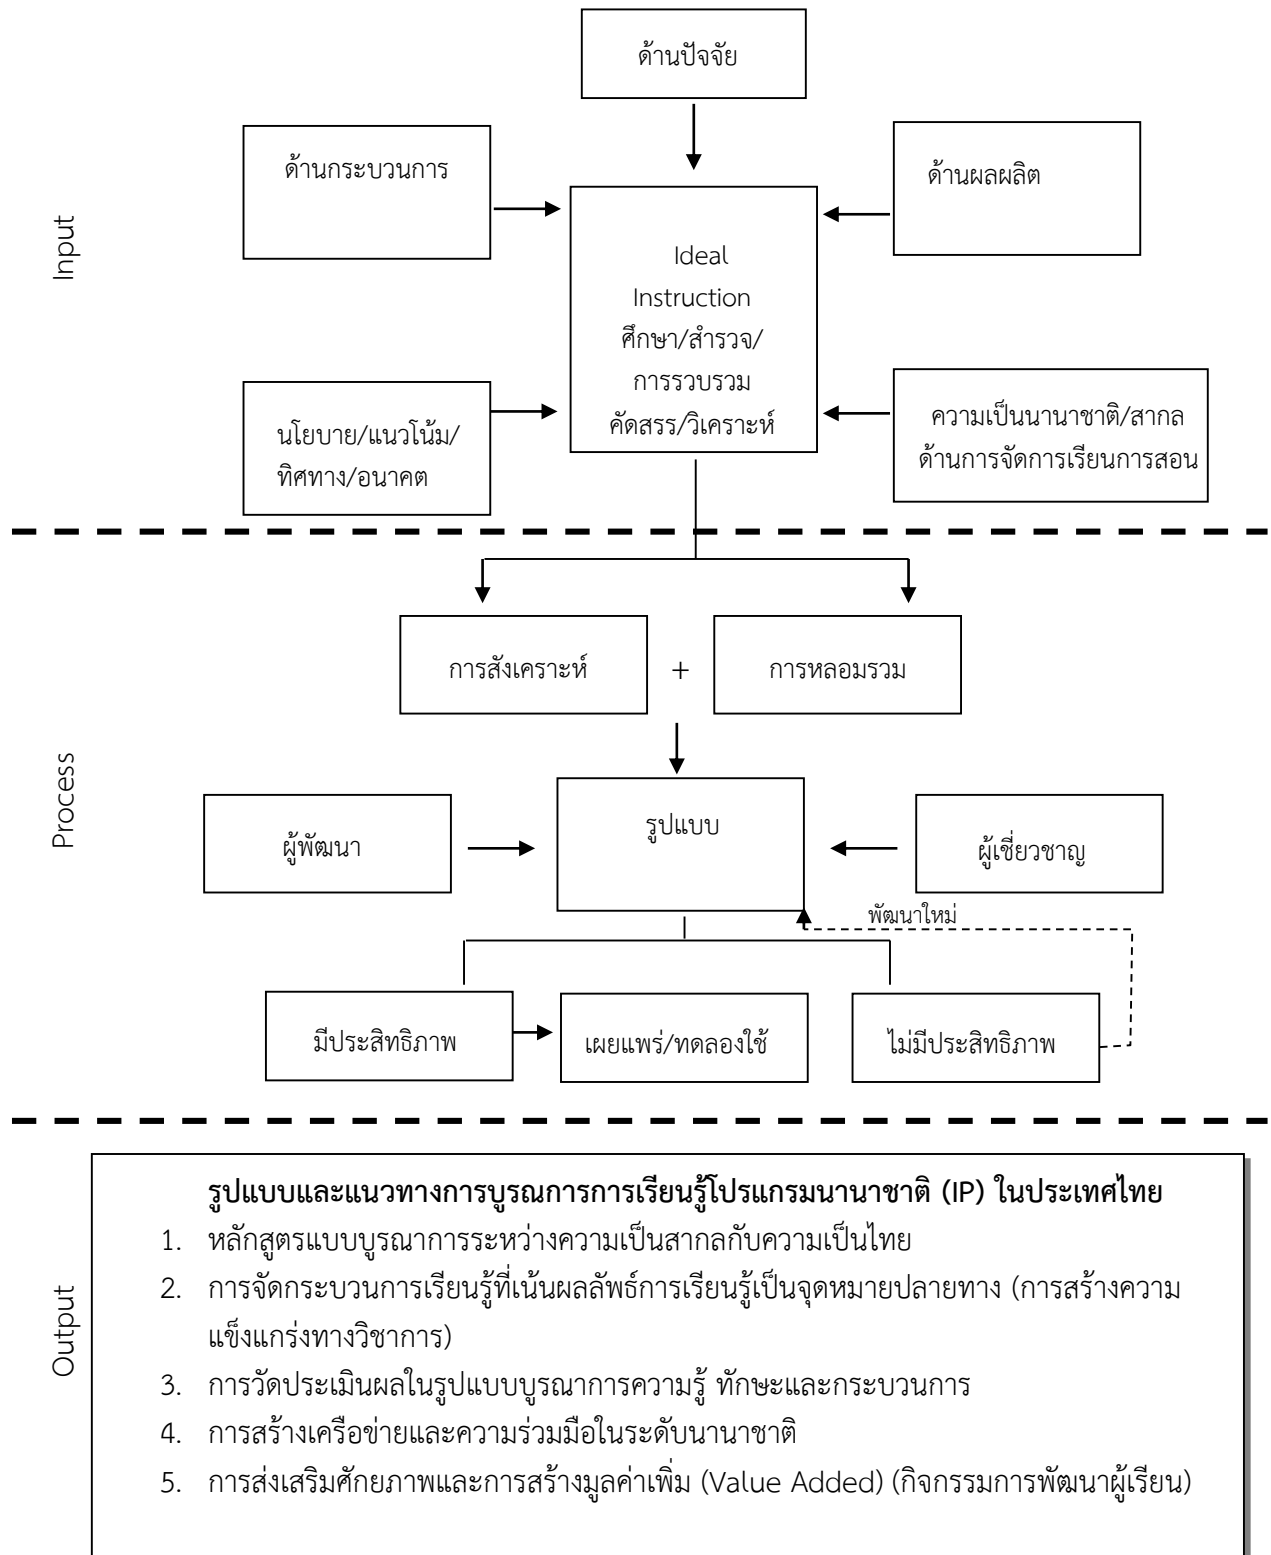 ด้านปัจจัย
ด้านกระบวนการ
ด้านผลผลิต
Input
Ideal
Instruction
ศึกษา/สำรวจ/
การรวบรวม
คัดสรร/วิเคราะห์
นโยบาย/แนวโน้ม/
ทิศทาง/อนาคต
ความเป็นนานาชาติ/สากล
ด้านการจัดการเรียนการสอน
Process
การสังเคราะห์
+
การหลอมรวม
รูปแบบ
ผู้พัฒนา
ผู้เชี่ยวชาญ
พัฒนาใหม่
มีประสิทธิภาพ
เผยแพร่/ทดลองใช้
ไม่มีประสิทธิภาพ
Output
รูปแบบและแนวทางการบูรณการการเรียนรู้โปรแกรมนานาชาติ (IP) ในประเทศไทย
1. หลักสูตรแบบบูรณาการระหว่างความเป็นสากลกับความเป็นไทย
2. การจัดกระบวนการเรียนรู้ที่เน้นผลลัพธ์การเรียนรู้เป็นจุดหมายปลายทาง (การสร้างความ
แข็งแกร่งทางวิชาการ)
3. การวัดประเมินผลในรูปแบบบูรณาการความรู้ ทักษะและกระบวนการ
4. การสร้างเครือข่ายและความร่วมมือในระดับนานาชาติ
5. การส่งเสริมศักยภาพและการสร้างมูลค่าเพิ่ม (Value Added) (กิจกรรมการพัฒนาผู้เรียน)